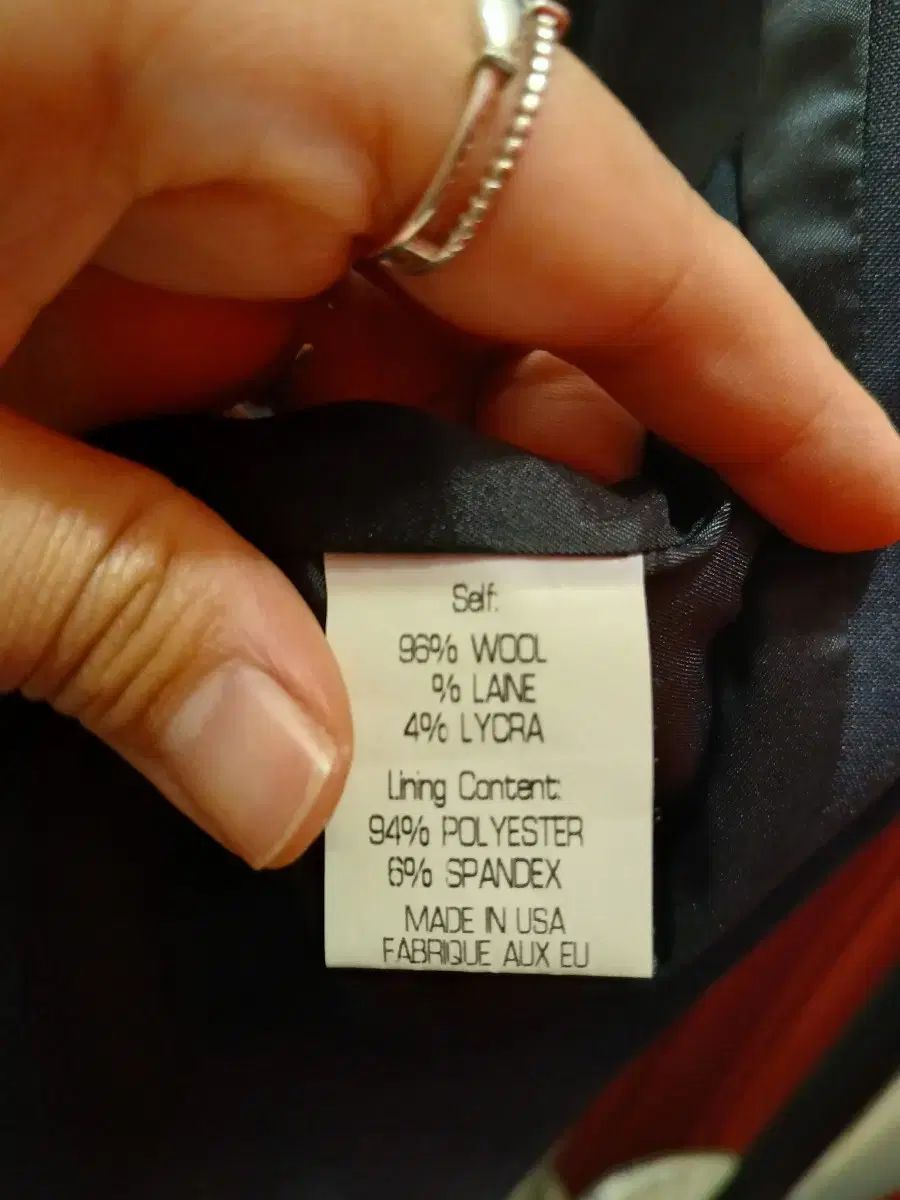 Self:
96% WOOL
% LAINE
4% LYCRA
Lining Content:
94% POLYESTER
6% SPANDEX
MADE IN USA
FABRIQUE AUX EU